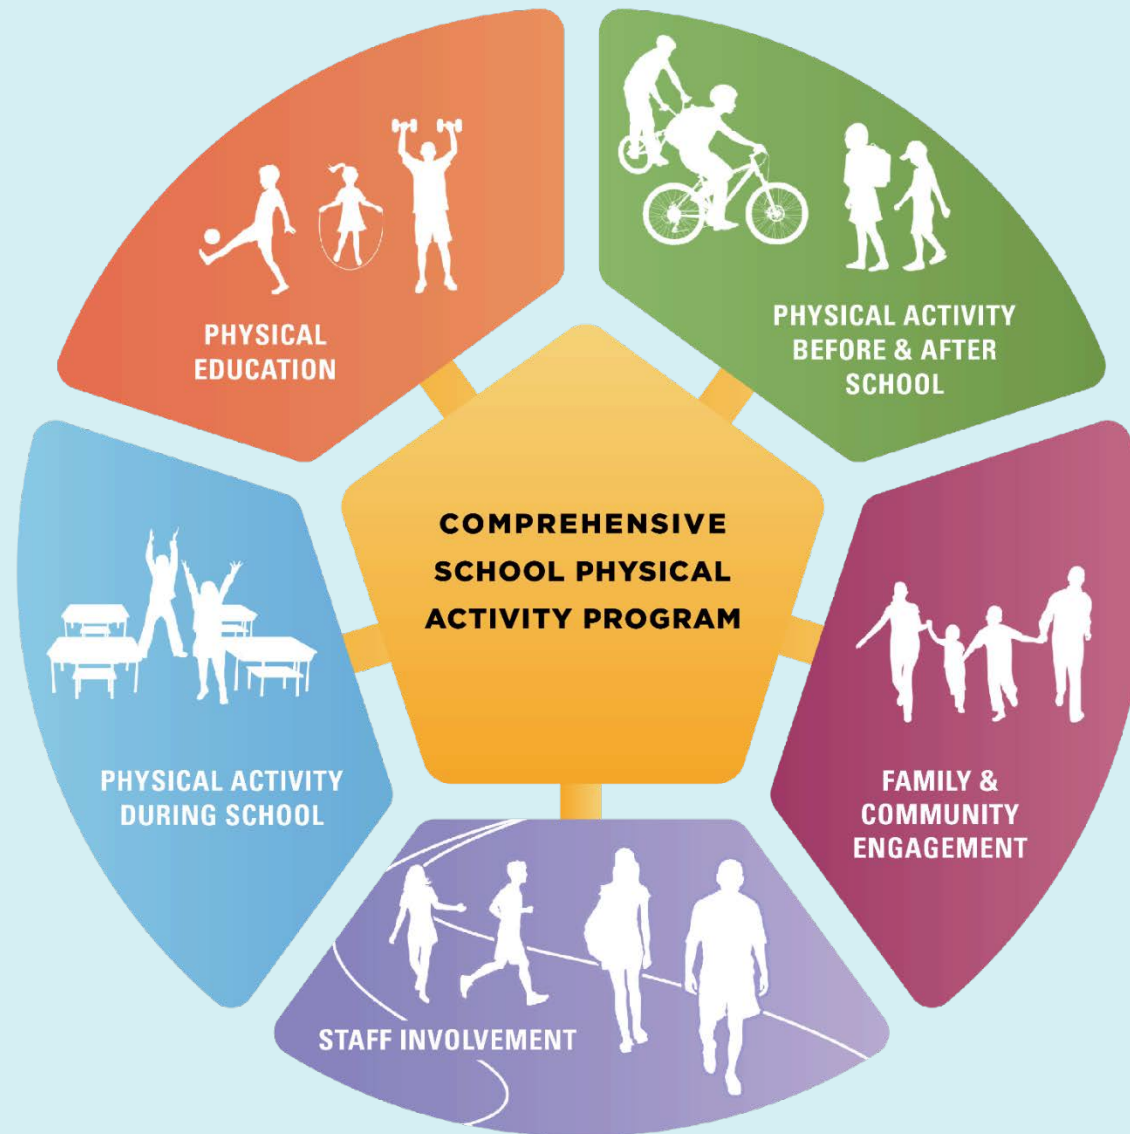 PHYSICAL
EDUCATION
PHYSICAL ACTIVITY
BEFORE & AFTER
SCHOOL
COMPREHENSIVE
SCHOOL PHYSICAL
ACTIVITY PROGRAM
PHYSICAL ACTIVITY
DURING SCHOOL
FAMILY &
COMMUNITY
ENGAGEMENT
STAFF INVOLVEMENT